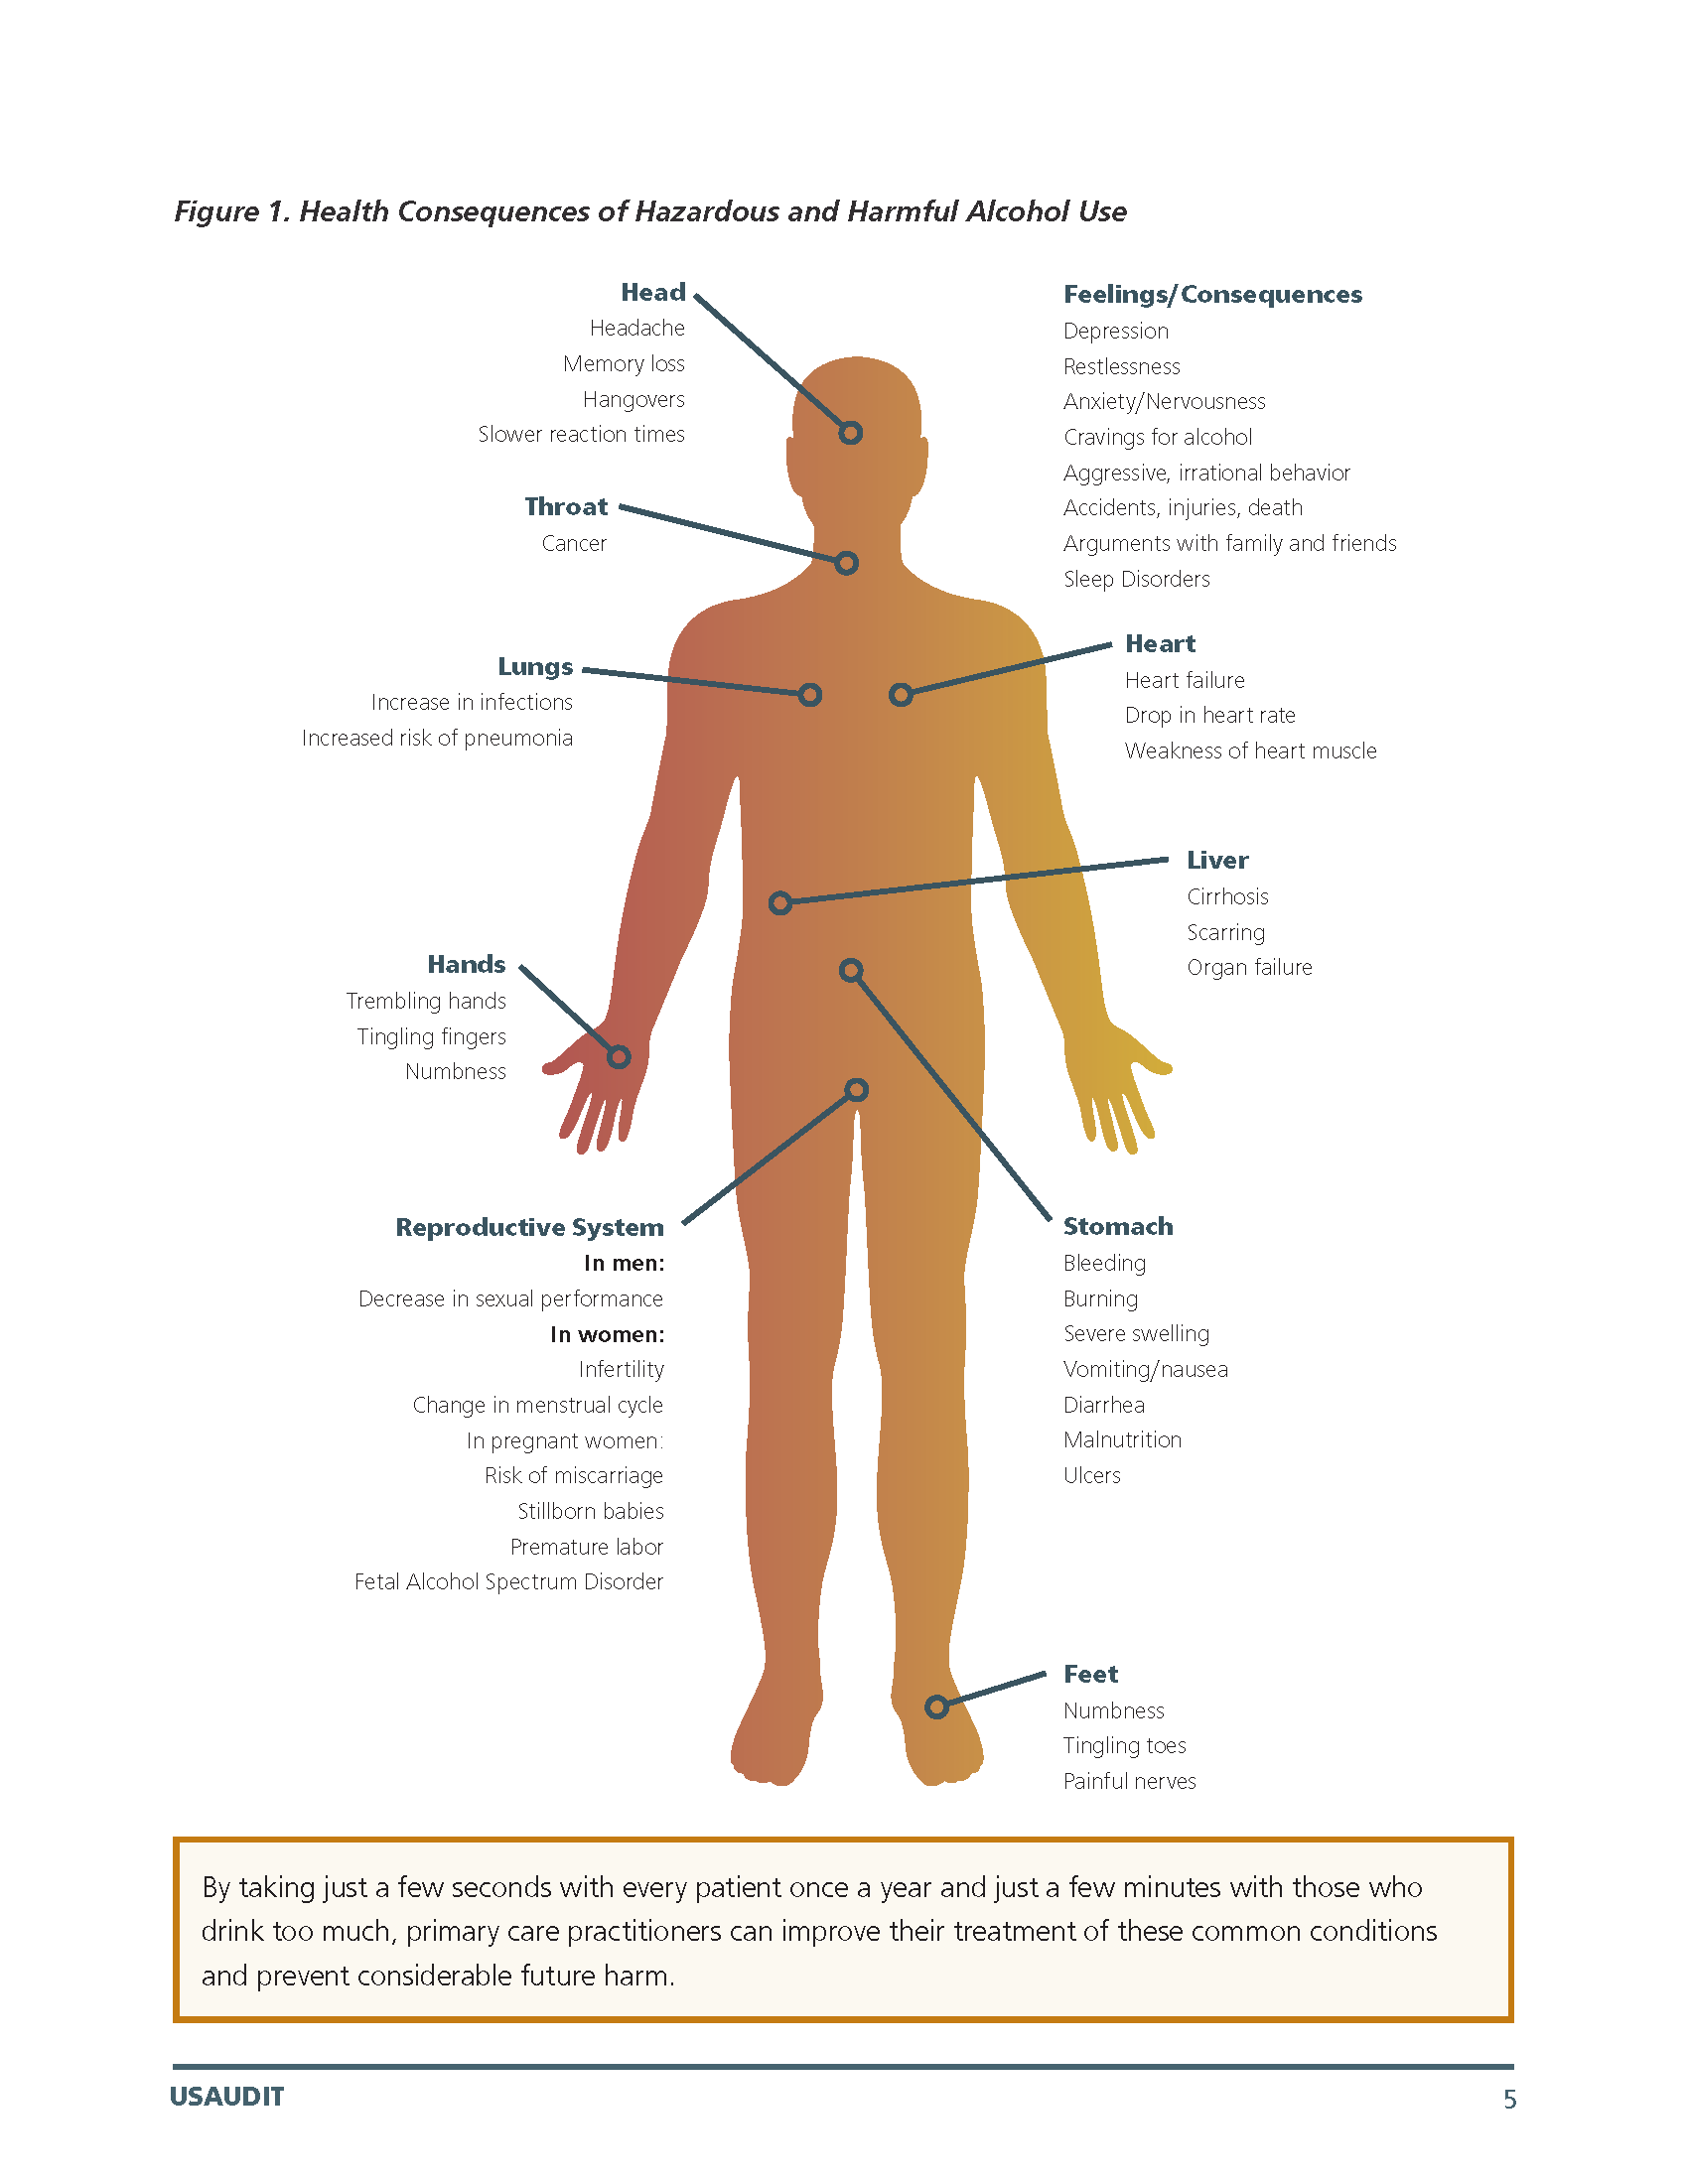 Figure 1. Health Consequences of Hazardous and Harmful Alcohol Use
Head
Headache
Memory loss
Hangovers
Slower reaction times
Feelings/Consequences
Depression
Restlessness
Anxiety/Nervousness
Cravings for alcohol
Aggressive, irrational behavior
Accidents, injuries, death
Arguments with family and friends
Sleep Disorders
Throat
Cancer
Lungs
Increase in infections
Increased risk of pneumonia
Heart
Heart failure
Drop in heart rate
Weakness of heart muscle
Liver
Cirrhosis
Scarring
Organ failure
Hands
Trembling hands
Tingling fingers
Numbness
Reproductive System
In men:
Decrease in sexual performance
In women:
Infertility
Change in menstrual cycle
In pregnant women:
Risk of miscarriage
Stillborn babies
Premature labor
Fetal Alcohol Spectrum Disorder
Stomach
Bleeding
Burning
Severe swelling
Vomiting/nausea
Diarrhea
Malnutrition
Ulcers
Feet
Numbness
Tingling toes
Painful nerves
By taking just a few seconds with every patient once a year and just a few minutes with those who
drink too much, primary care practitioners can improve their treatment of these common conditions
and prevent considerable future harm.
USAUDIT
5